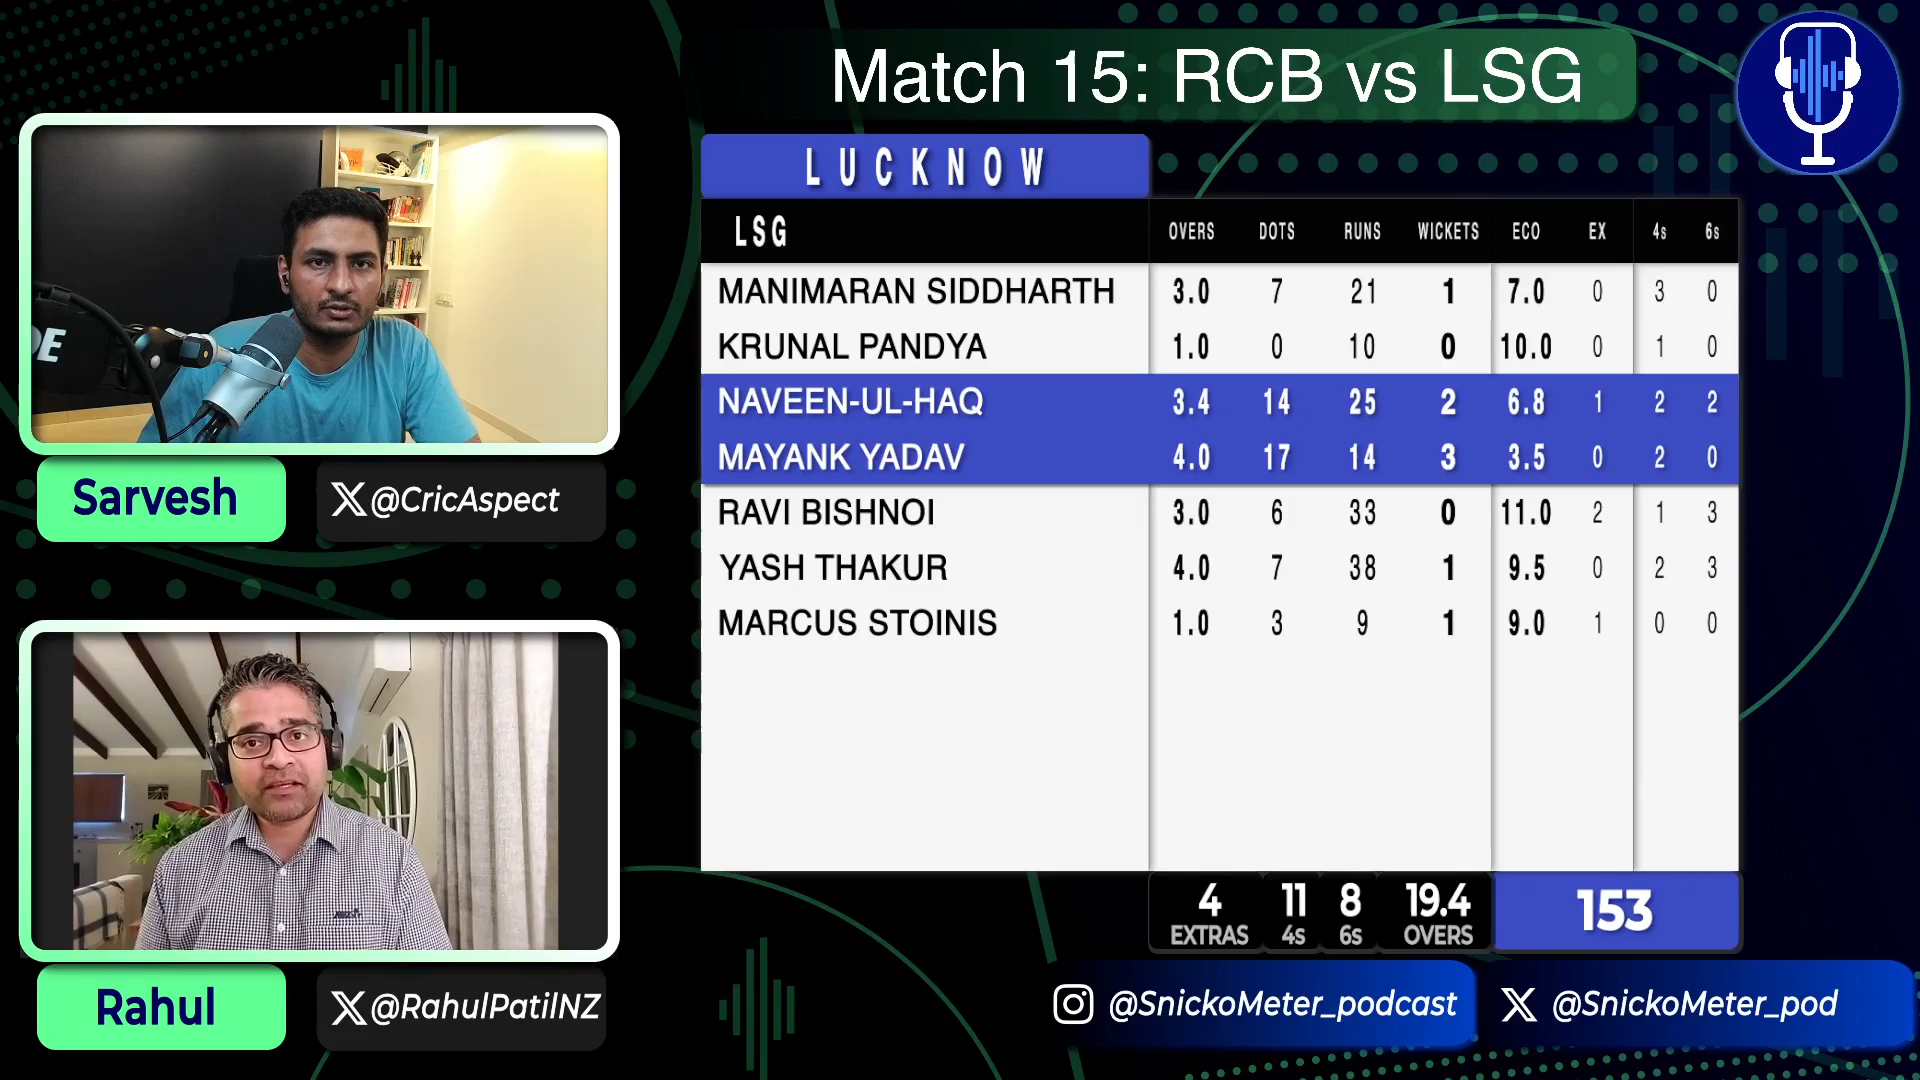 Match 15: RCB vs LSG
LUCKNOW
LSG OVERS DOTS RUNS WICKETS ECO EX 4s 6s
MANIMARAN SIDDHARTH 3.0 7 21 1 7.0 0 3 0
KRUNAL PANDYA 1.0 0 10 0 10.0 0 1 0
NAVEEN-UL-HAQ 3.4 14 25 2 6.8 1 2 2
MAYANK YADAV 4.0 17 14 3 3.5 0 2 0
RAVI BISHNOI 3.0 6 33 0 11.0 2 1 3
YASH THAKUR 4.0 7 38 1 9.5 0 2 3
MARCUS STOINIS 1.0 3 9 1 9.0 1 0 0
4 11 8 19.4 153
EXTRAS 4s 6s OVERS
DE
Sarvesh @CricAspect
Rahul @RahulPatilNZ
@SnickoMeter_podcast @SnickoMeter_pod